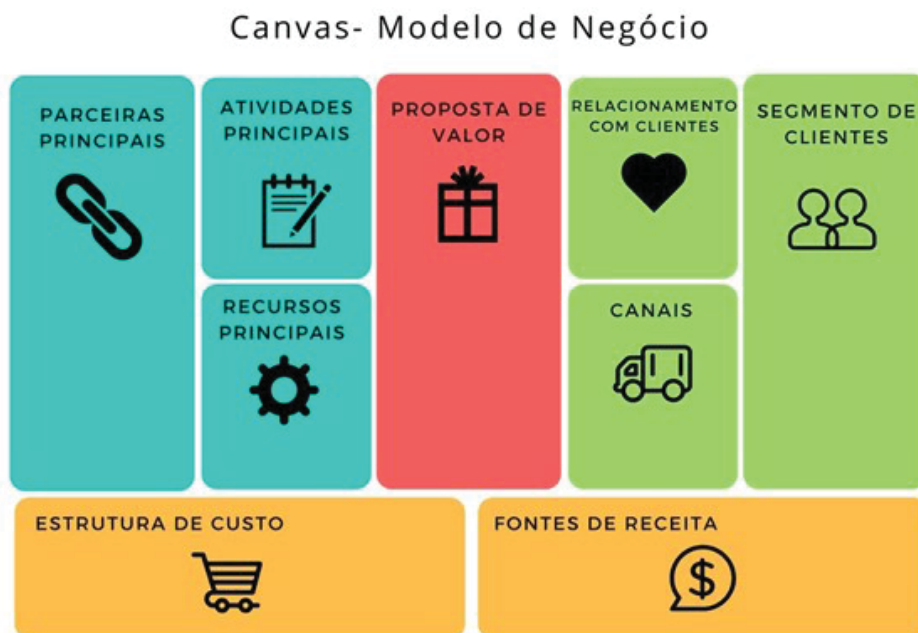 Canvas- Modelo de Negócio
PARCEIRAS
PRINCIPAIS
ATIVIDADES
PRINCIPAIS
RECURSOS
PRINCIPAIS
PROPOSTA DE
VALOR
RELACIONAMENTO
COM CLIENTES
CANAIS
SEGMENTO DE
CLIENTES
ESTRUTURA DE CUSTO
FONTES DE RECEITA
$